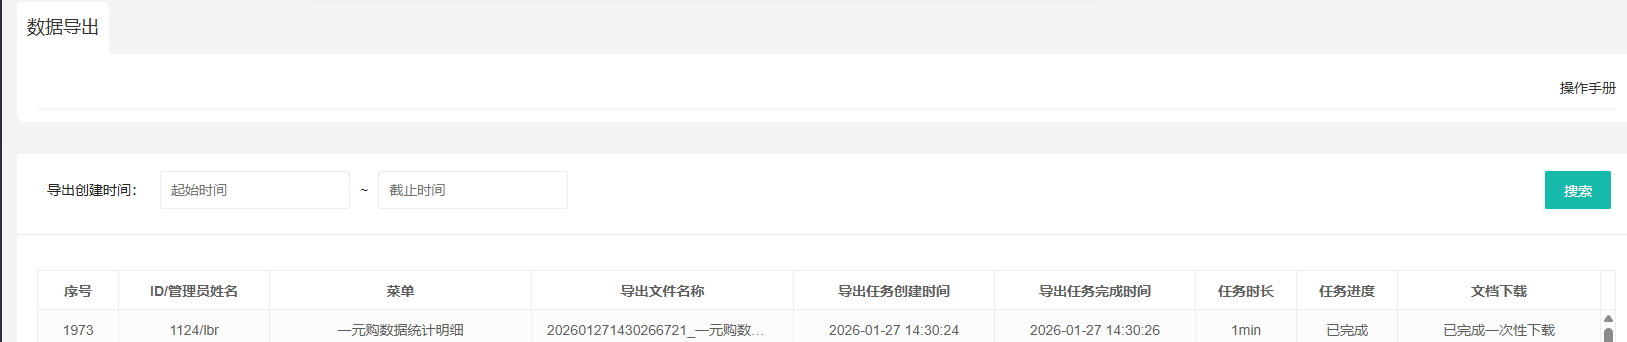 数据导出
操作手册
导出创建时间： 起始时间 ~ 截止时间 搜索
序号 ID/管理员姓名 菜单 导出文件名称 导出任务创建时间 导出任务完成时间 任务时长 任务进度 文档下载
1973 1124/lbr 一元购数据统计明细 202601271430266721_一元购数... 2026-01-27 14:30:24 2026-01-27 14:30:26 1min 已完成 已完成一次性下载